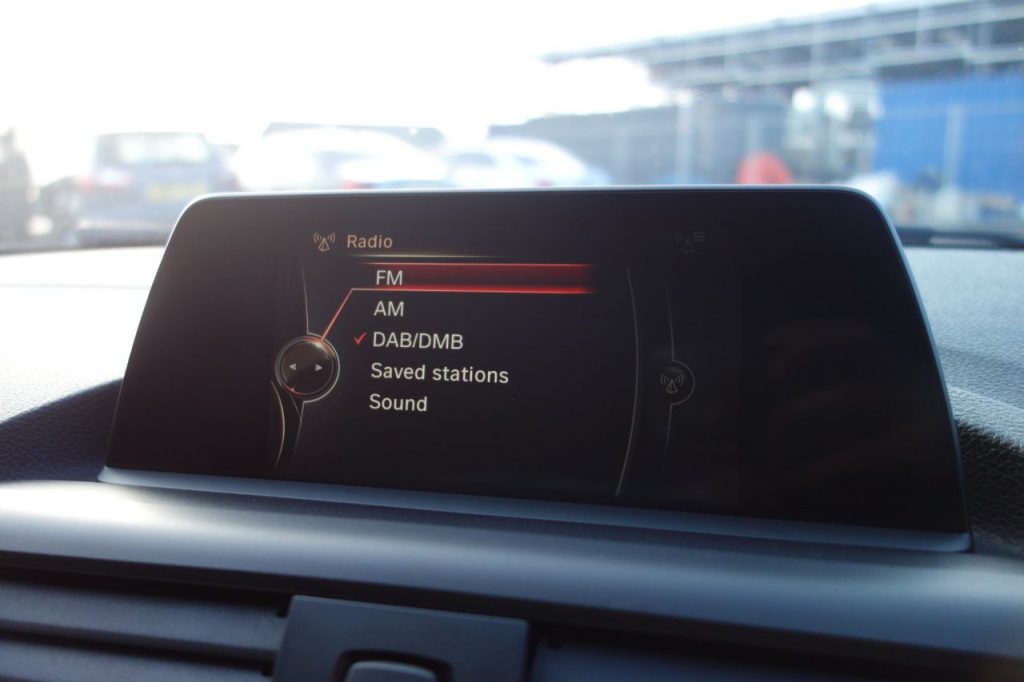 Radio
FM
AM
DAB/DMB
Saved stations
Sound